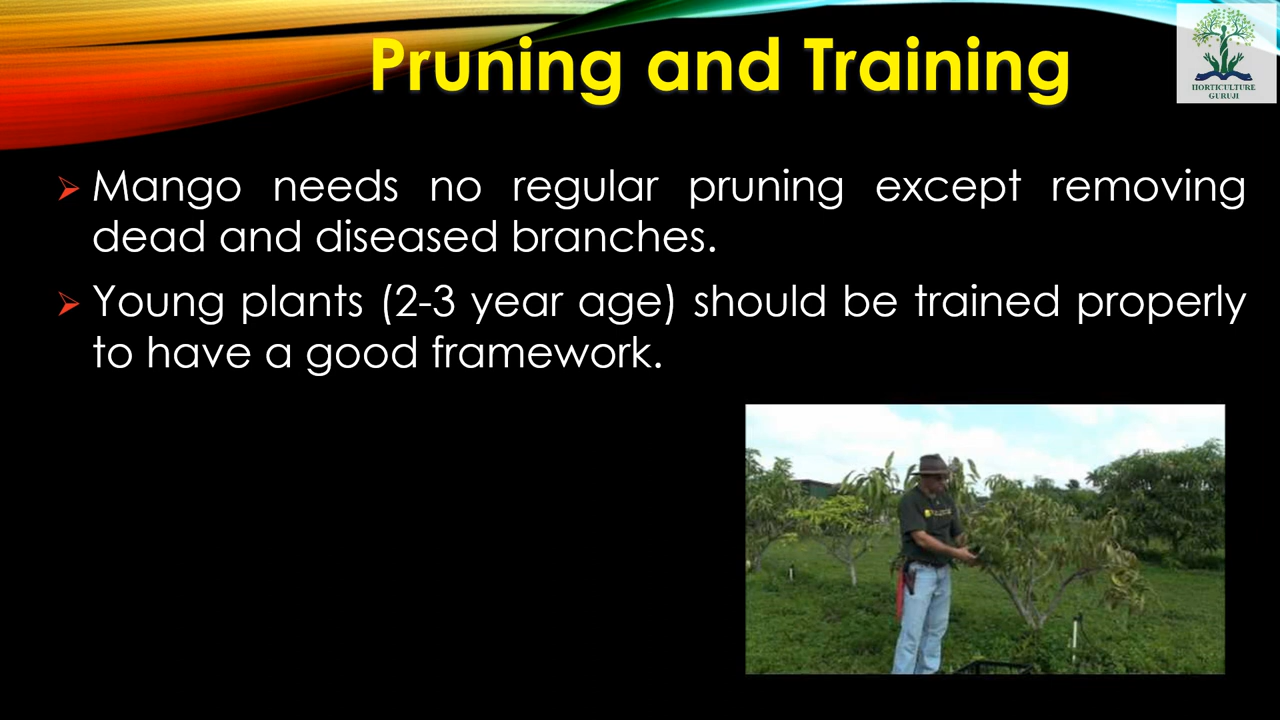 Pruning and Training
HORTICULTURE
GURUJI
Mango needs no regular pruning except removing
dead and diseased branches.
Young plants (2-3 year age) should be trained properly
to have a good framework.